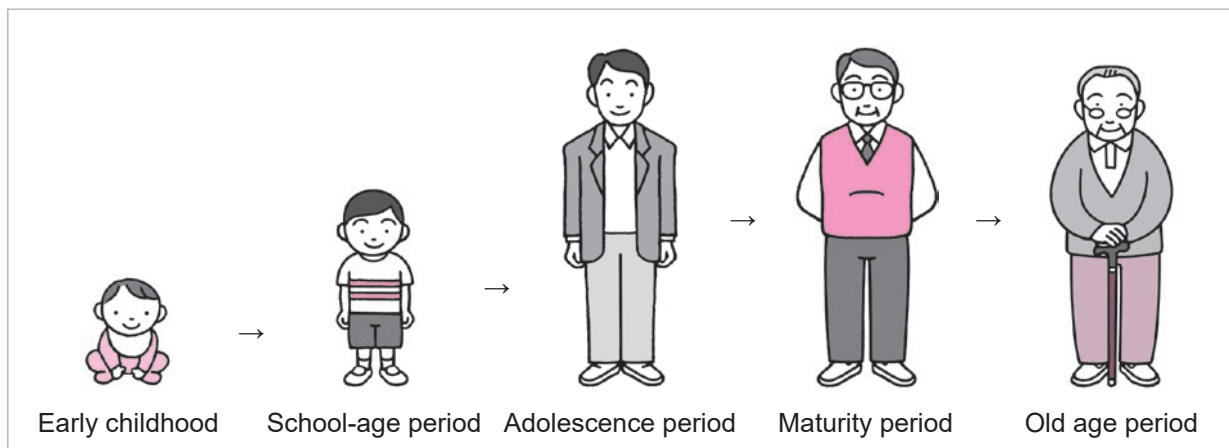 Early childhood
School-age period
Adolescence period
Maturity period
Old age period